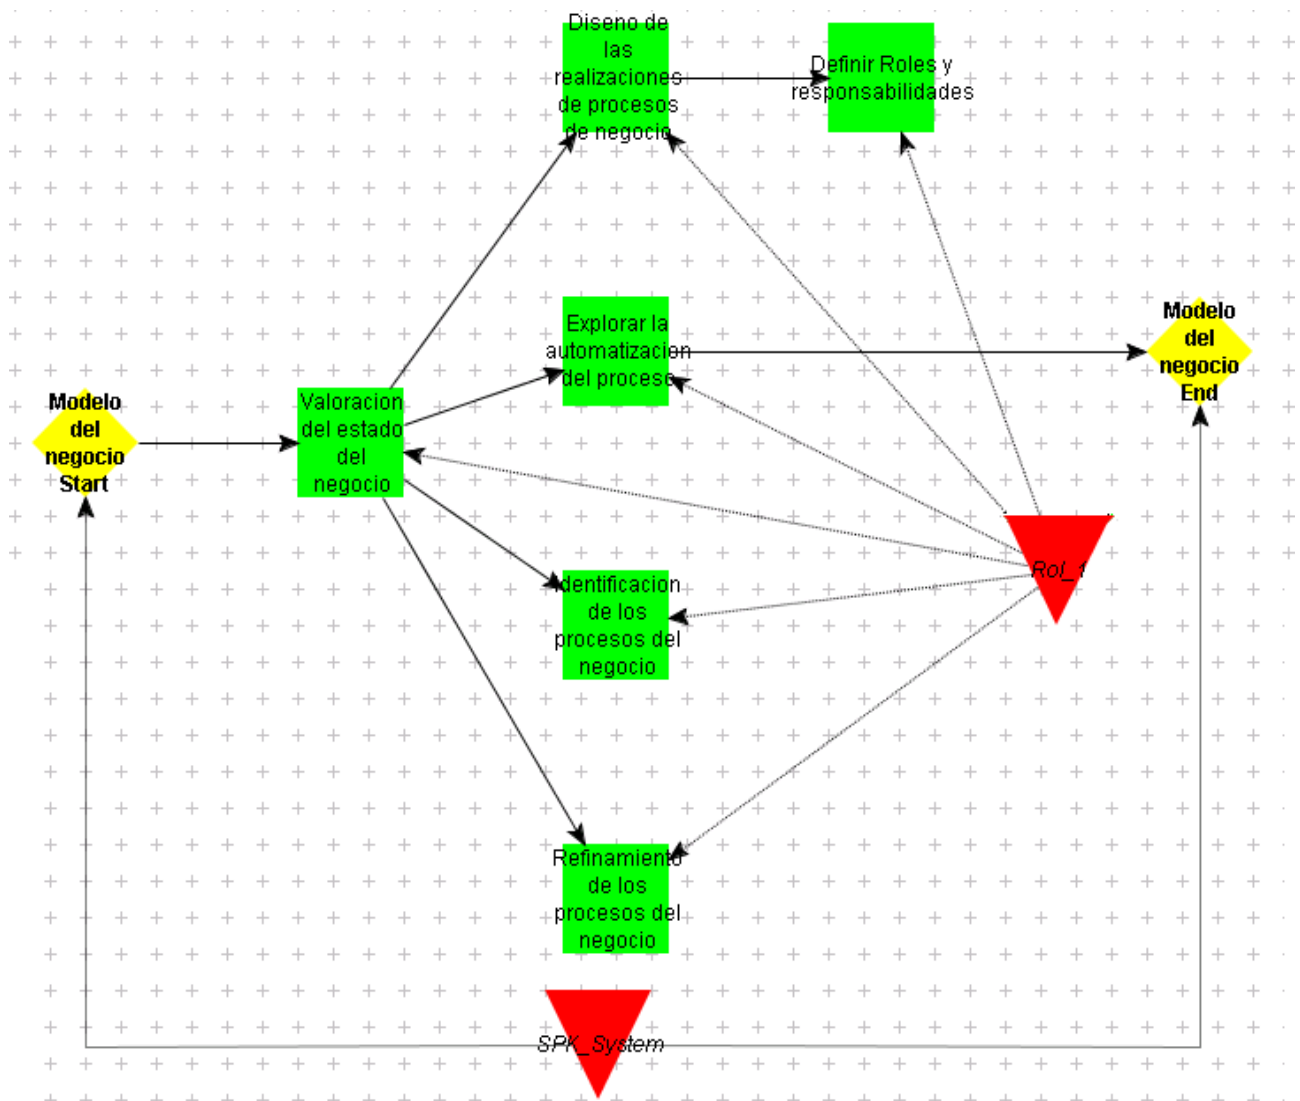 Diseno de
las
realizaciones
de procesos
de negocio
Definir Roles y
responsabilidades
Explorar la
automatizacion
del proceso
Modelo
del
negocio
End
Modelo
del
negocio
Start
Valoracion
del estado
del
negocio
Rol_1
Identificacion
de los
procesos del
negocio
Refinamiento
de los
procesos del
negocio
SPK_System